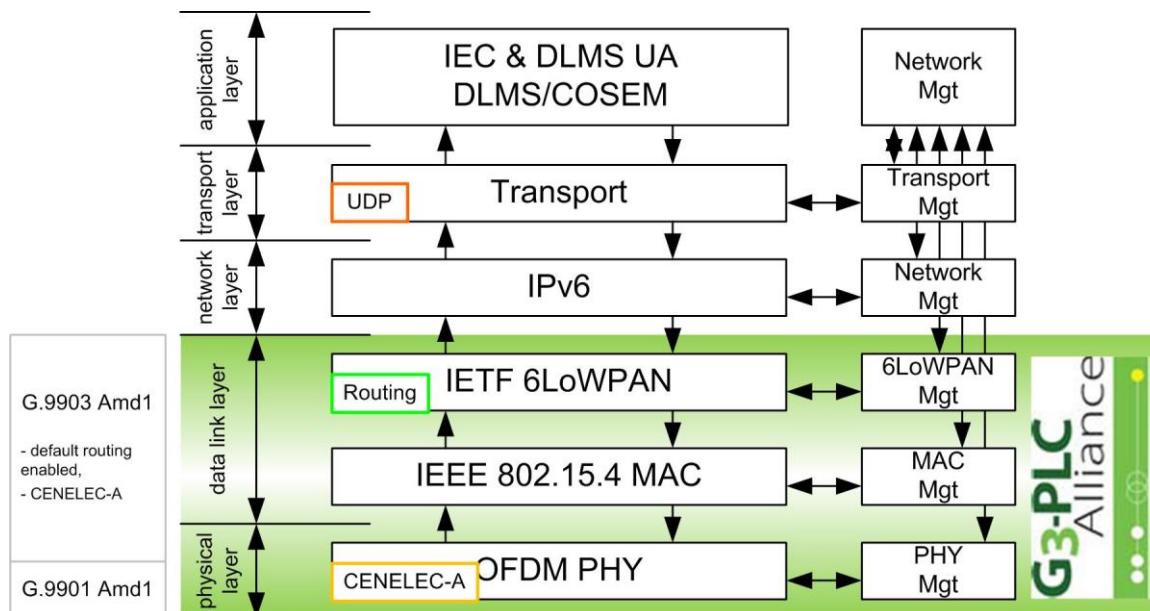 application
layer
IEC & DLMS UA
DLMS/COSEM
Network
Mgt
transport
layer
UDP
Transport
Transport
Mgt
network
layer
IPv6
Network
Mgt
G.9903 Amd1
- default routing
enabled,
- CENELEC-A
data link layer
Routing
IETF 6LoWPAN
6LoWPAN
Mgt
IEEE 802.15.4 MAC
MAC
Mgt
G3-PLC
Alliance
G.9901 Amd1
physical
layer
CENELEC-A
OFDM PHY
PHY
Mgt